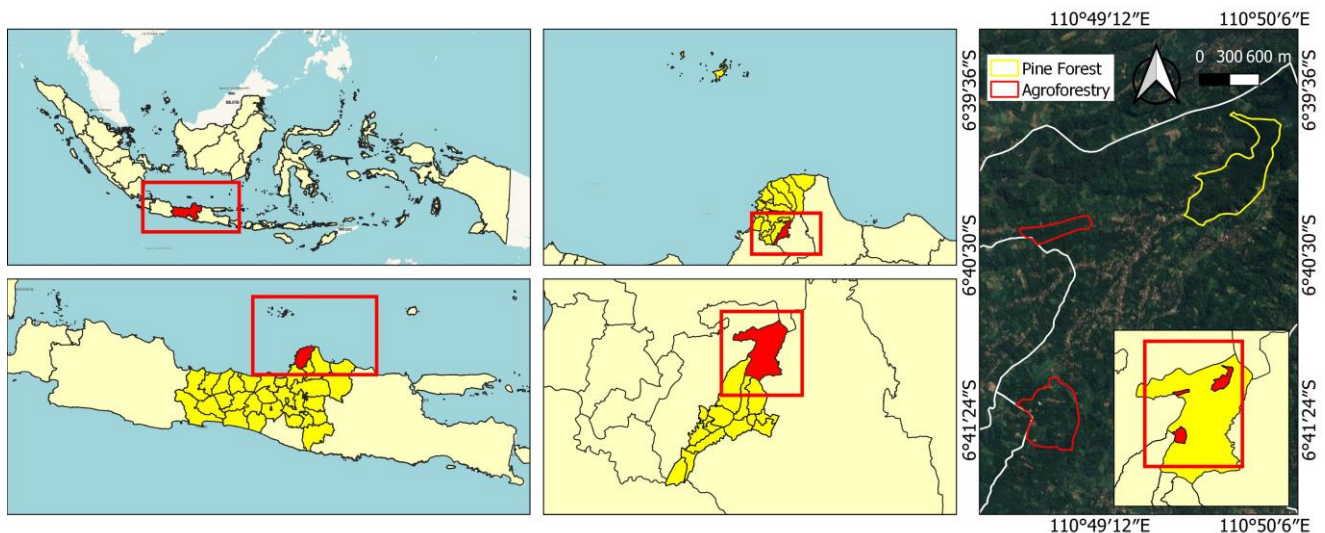 110°49′12″E 110°50′6″E
Pine Forest
Agroforestry
0 300 600 m
6°39′36″S
6°39′36″S
6°40′30″S
6°40′30″S
6°41′24″S
6°41′24″S
110°49′12″E 110°50′6″E